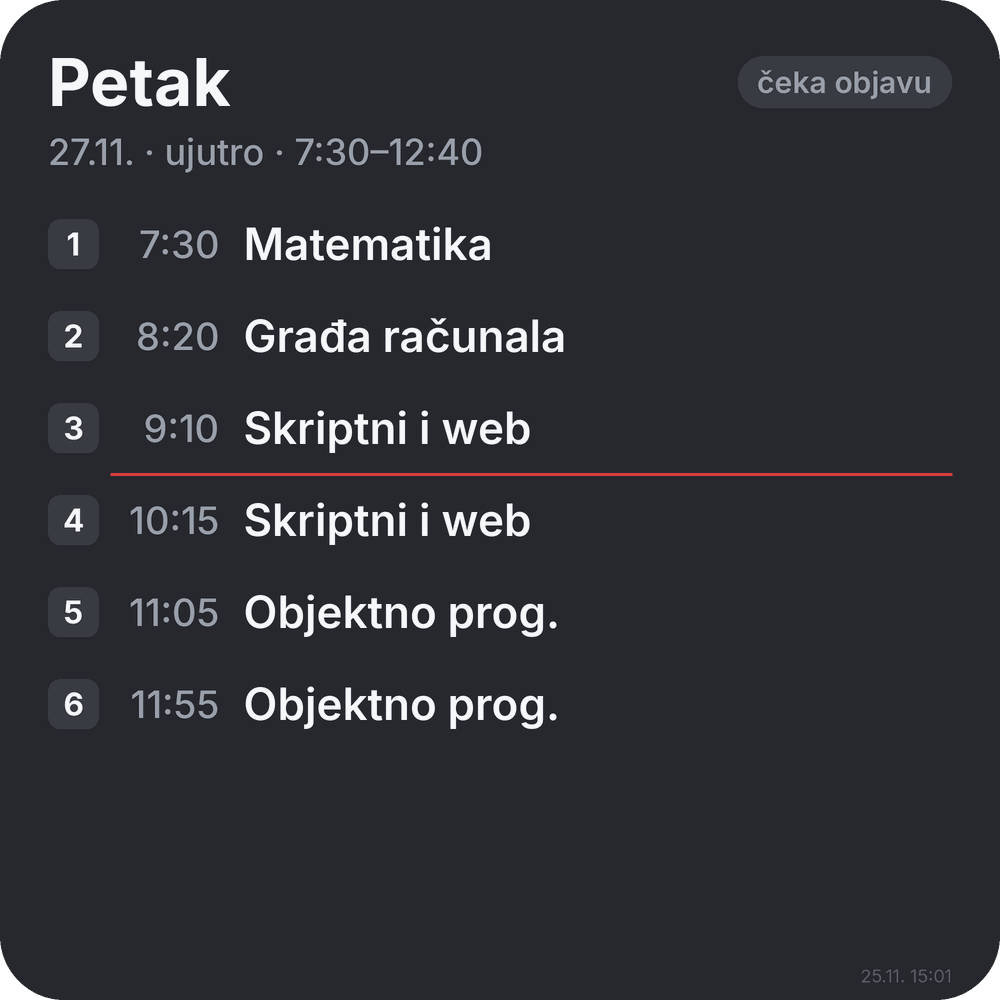 Petak
čeka objavu
27.11. · ujutro · 7:30–12:40
1 7:30 Matematika
2 8:20 Građa računala
3 9:10 Skriptni i web
4 10:15 Skriptni i web
5 11:05 Objektno prog.
6 11:55 Objektno prog.
25.11. 15:01